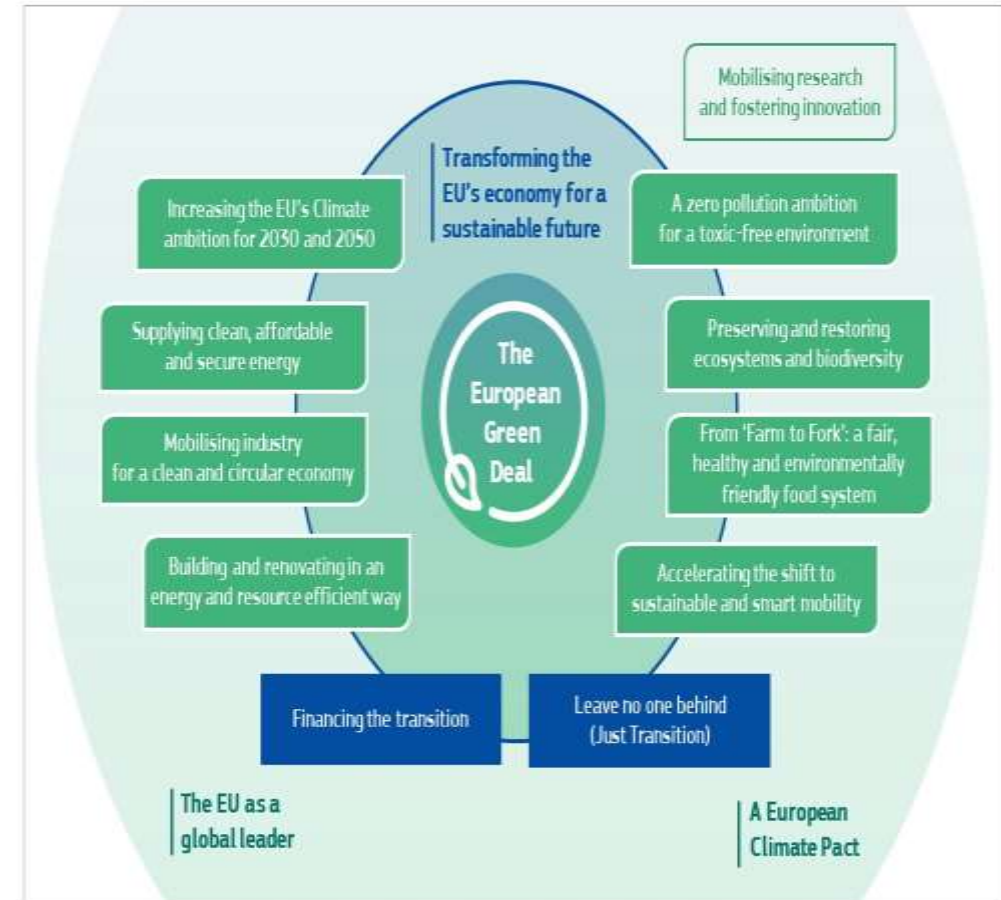 Mobilising research
and fostering innovation
Transforming the
EU's economy for a
sustainable future
Increasing the EU's Climate
ambition for 2030 and 2050
A zero pollution ambition
for a toxic-free environment
Supplying clean, affordable
and secure energy
Preserving and restoring
ecosystems and biodiversity
The
European
Green
Deal
Mobilising industry
for a clean and circular economy
From 'Farm to Fork': a fair,
healthy and environmentally
friendly food system
Building and renovating in an
energy and resource efficient way
Accelerating the shift to
sustainable and smart mobility
Financing the transition
Leave no one behind
(Just Transition)
The EU as a
global leader
A European
Climate Pact